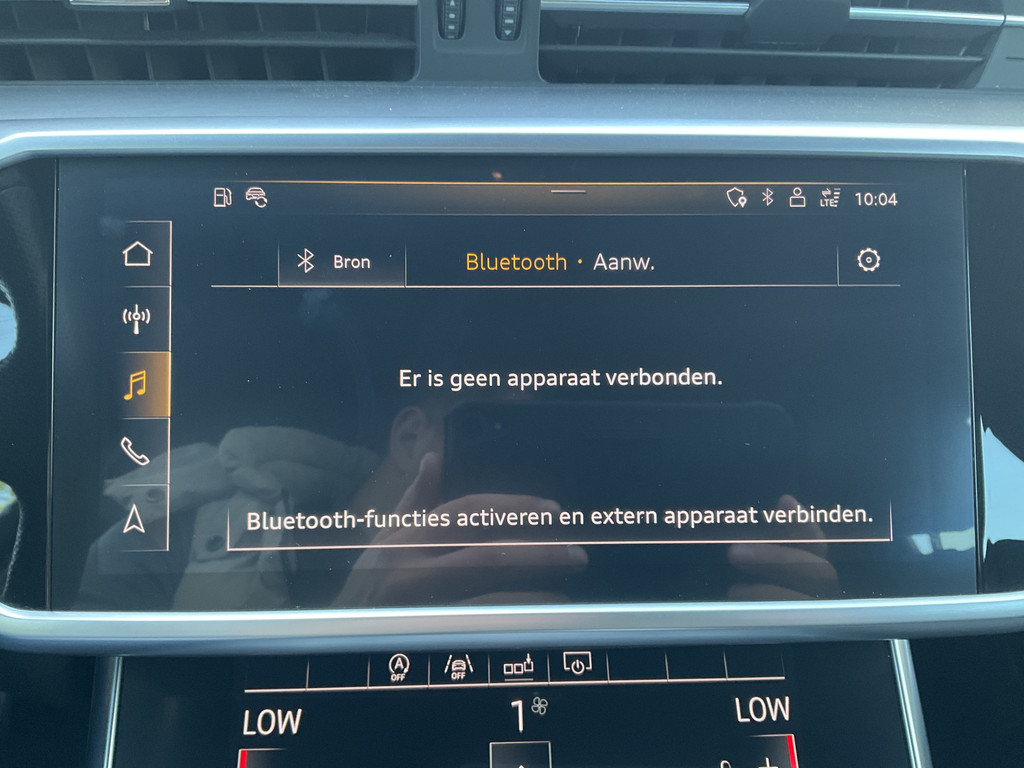 LTE 10:04
Bron Bluetooth • Aanw.
Er is geen apparaat verbonden.
Bluetooth-functies activeren en extern apparaat verbinden.
A OFF OFF
LOW 1 LOW